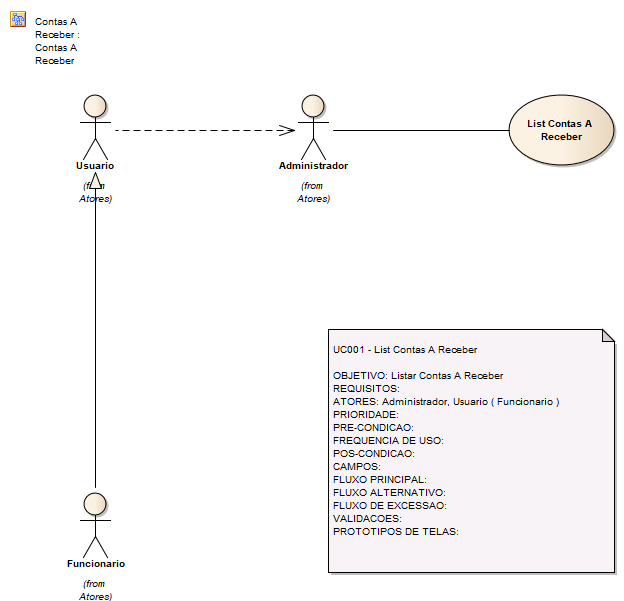 Contas A
Receber :
Contas A
Receber
Usuario
(from
Atores)
Administrador
(from
Atores)
List Contas A
Receber
UC001 - List Contas A Receber
OBJETIVO: Listar Contas A Receber
REQUISITOS:
ATORES: Administrador, Usuario ( Funcionario )
PRIORIDADE:
PRE-CONDICAO:
FREQUENCIA DE USO:
POS-CONDICAO:
CAMPOS:
FLUXO PRINCIPAL:
FLUXO ALTERNATIVO:
FLUXO DE EXCESSAO:
VALIDACOES:
PROTOTIPOS DE TELAS:
Funcionario
(from
Atores)